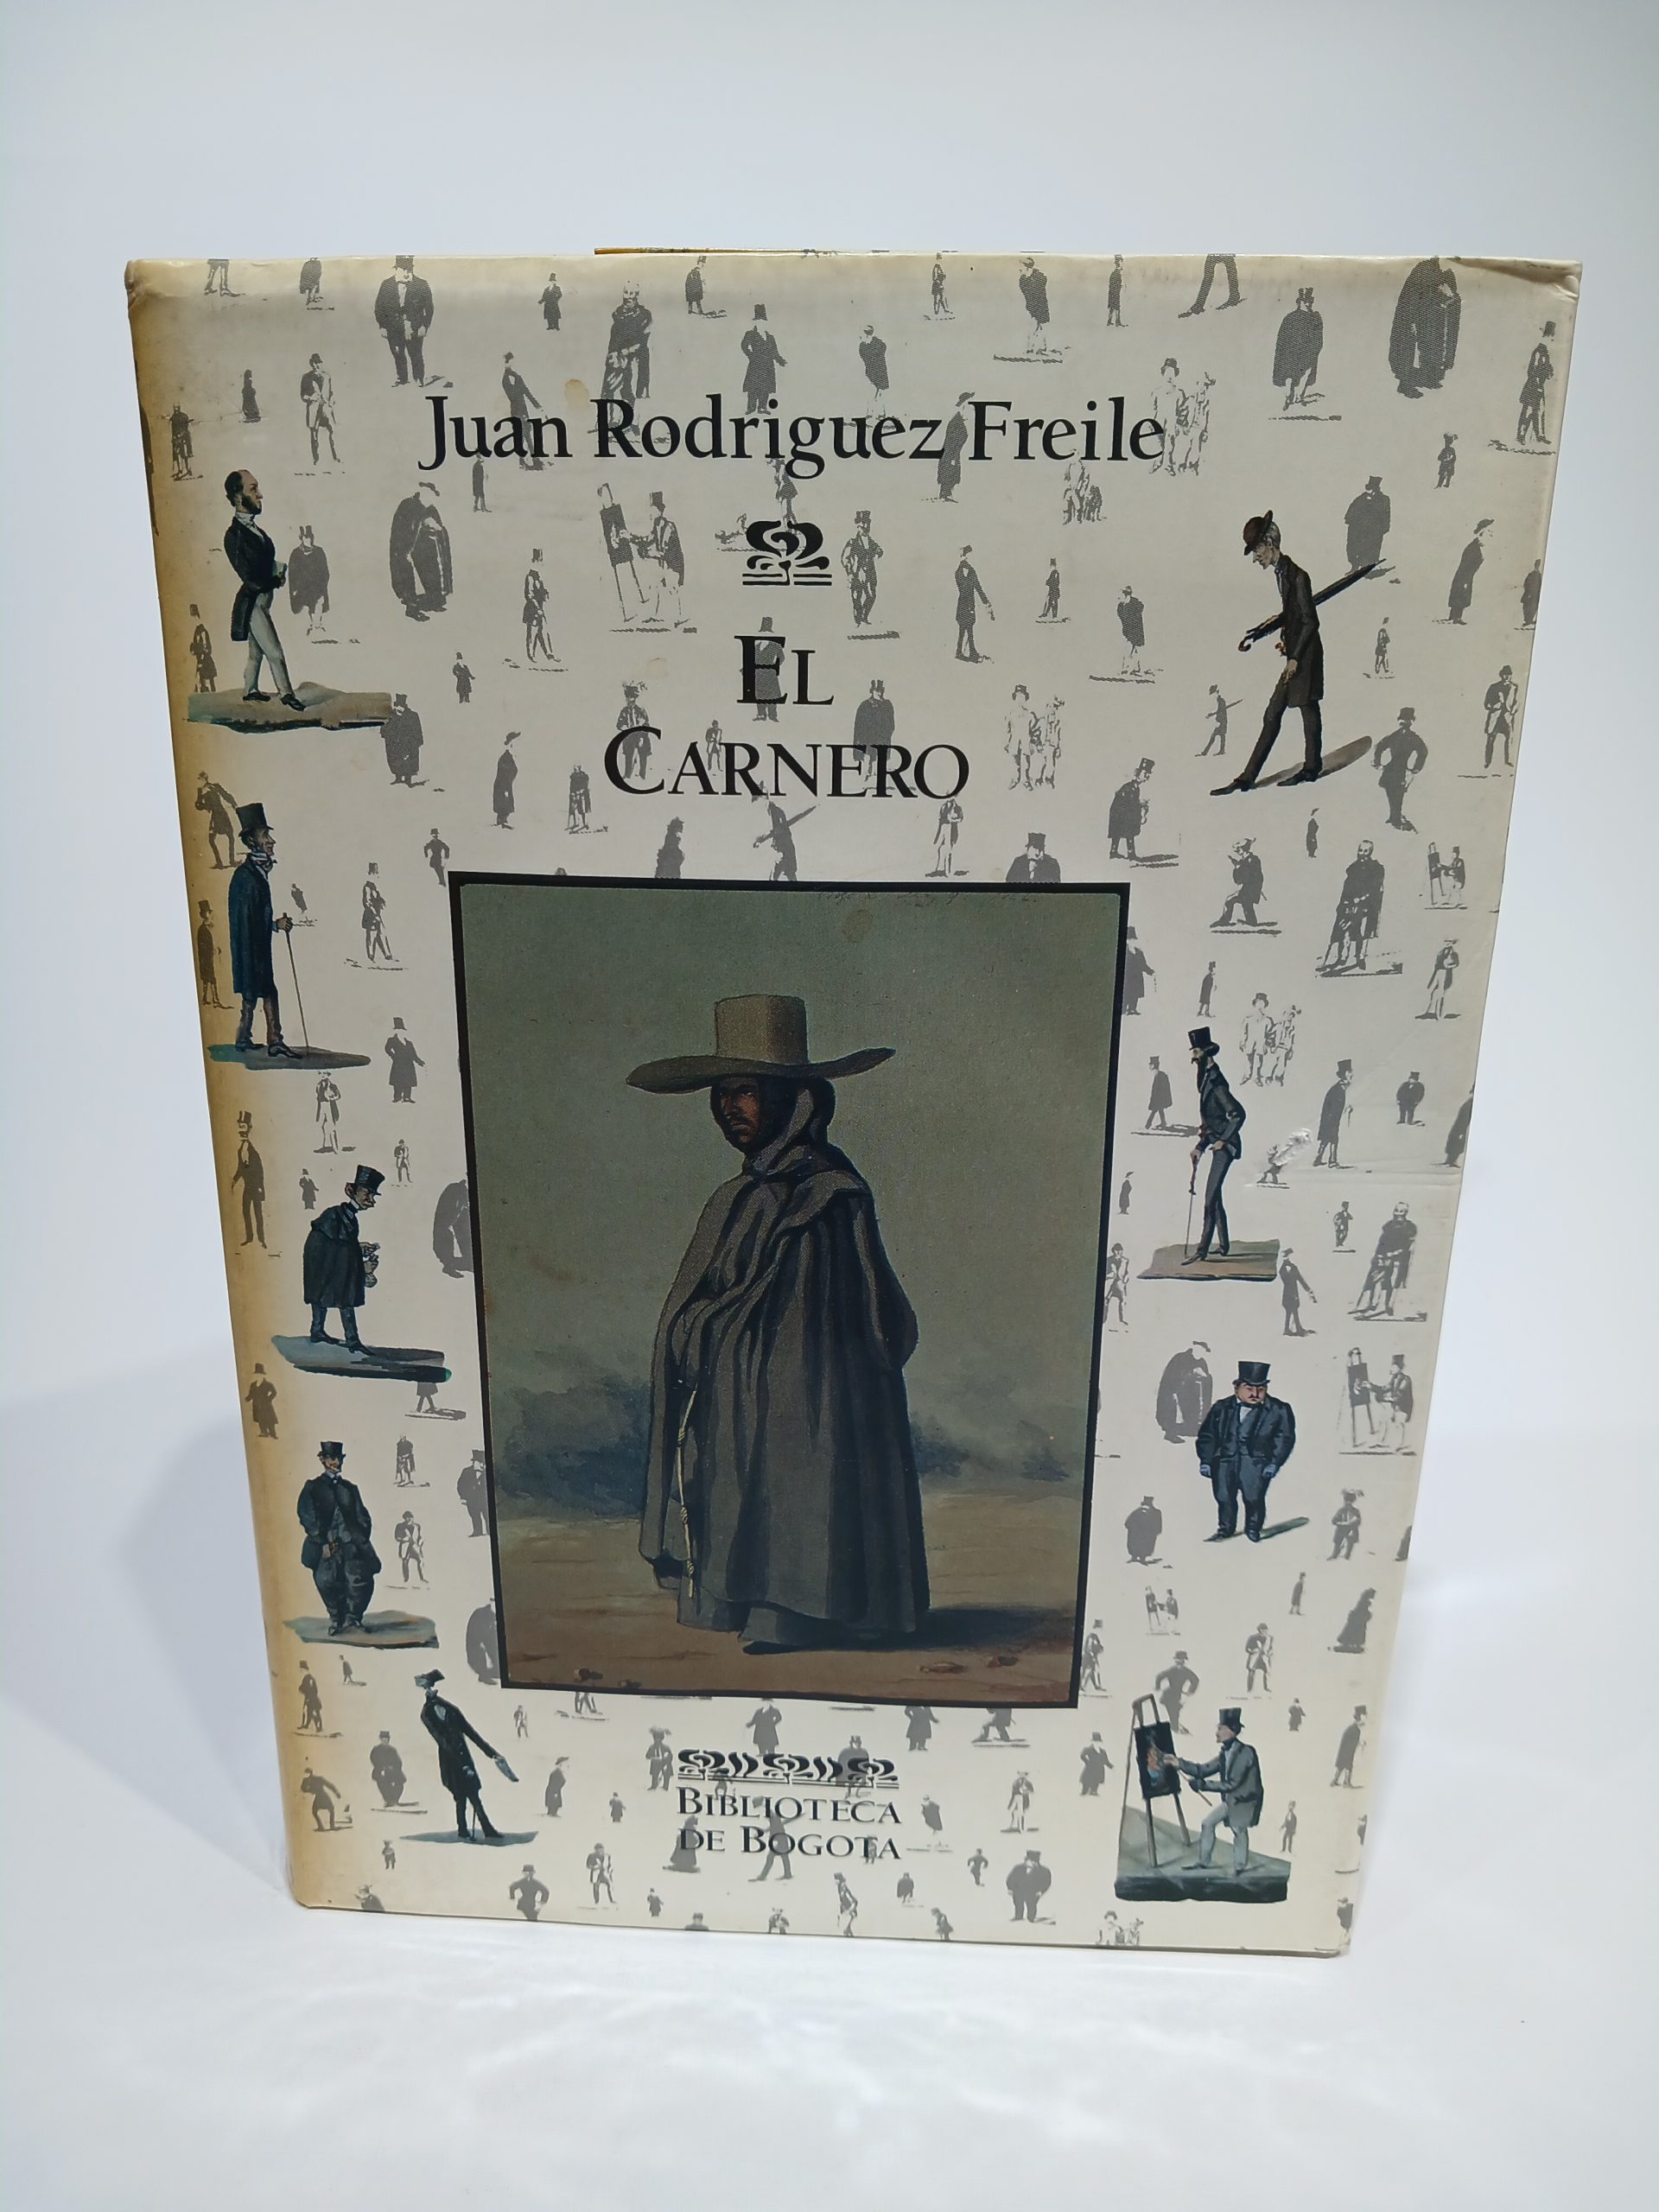 Juan Rodriguez Freile
EL
CARNERO
BIBLIOTECA
DE BOGOTA